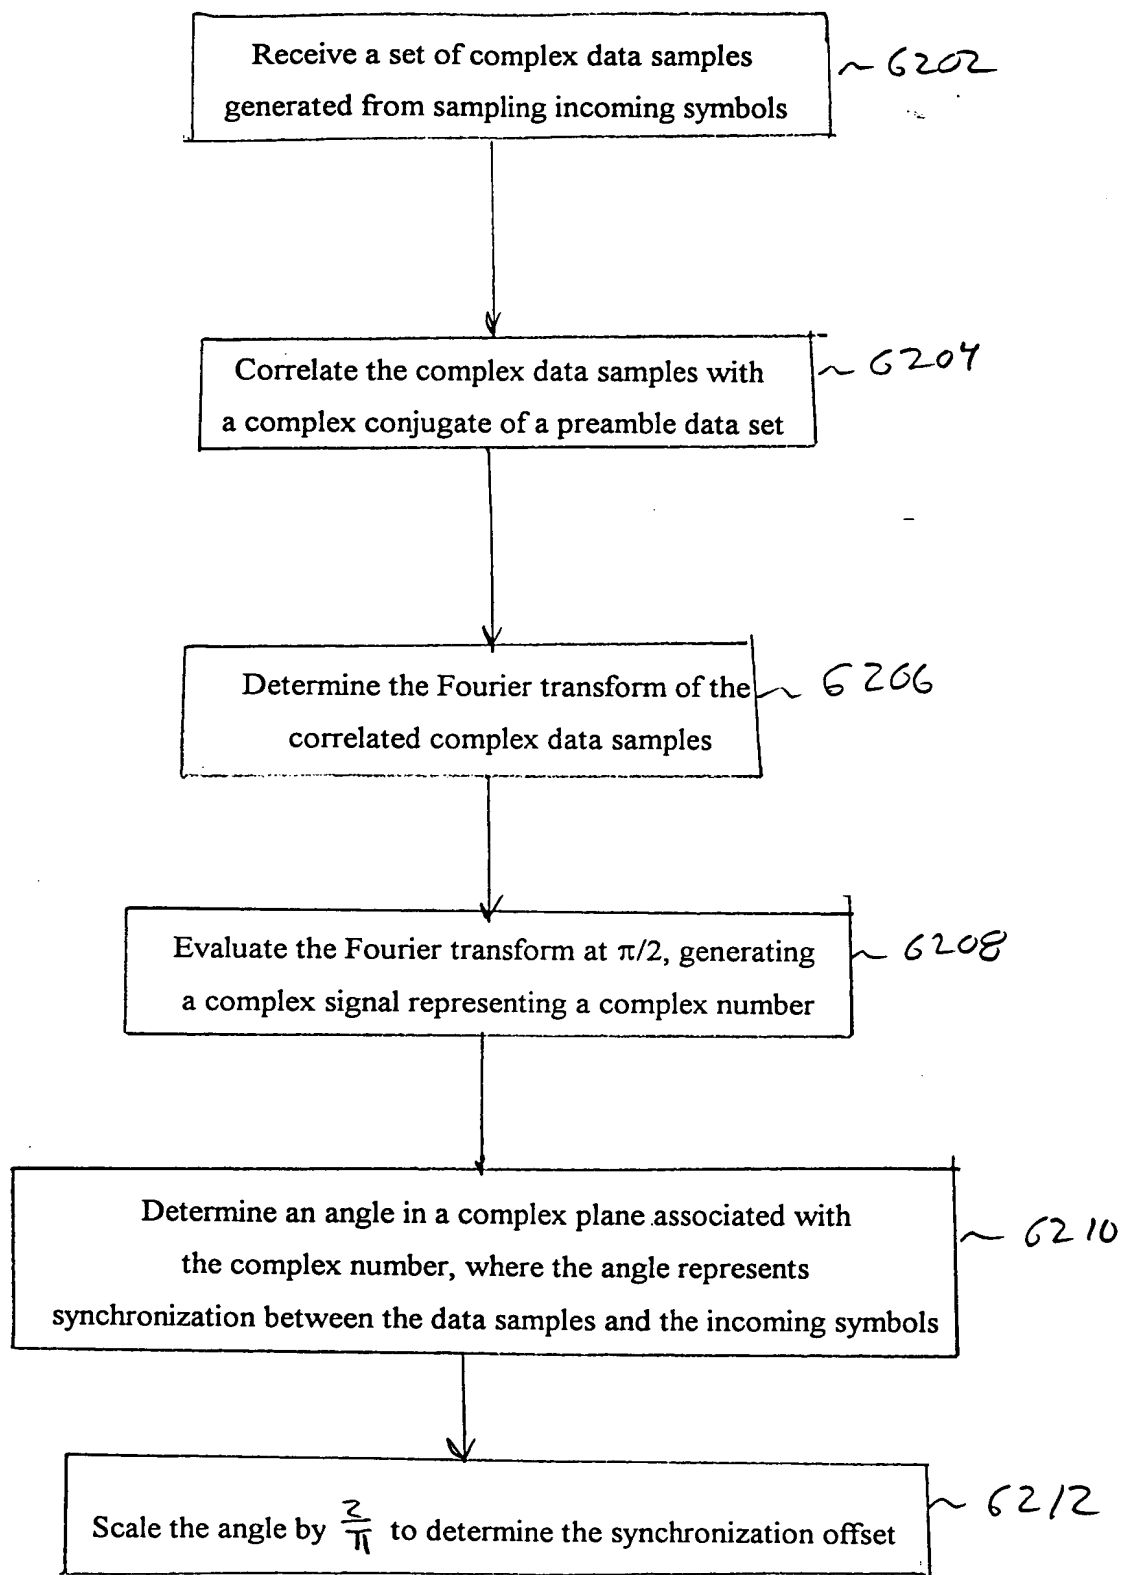 Receive a set of complex data samples
generated from sampling incoming symbols
~ 6202
Correlate the complex data samples with
a complex conjugate of a preamble data set
~ 6204
Determine the Fourier transform of the
correlated complex data samples
~ 6206
Evaluate the Fourier transform at π/2, generating
a complex signal representing a complex number
~ 6208
Determine an angle in a complex plane associated with
the complex number, where the angle represents
synchronization between the data samples and the incoming symbols
~ 6210
Scale the angle by 2/π to determine the synchronization offset
~ 6212